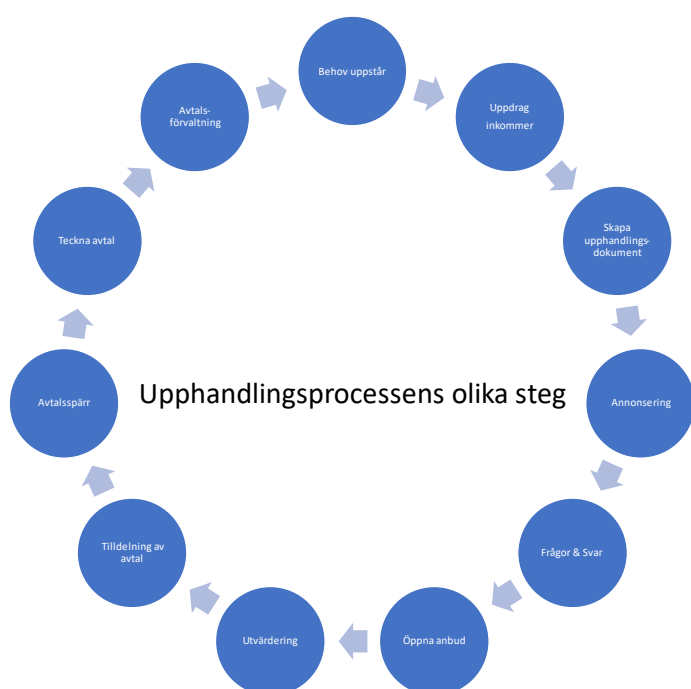 Behov uppstår
Uppdrag
inkommer
Skapa
upphandlings-
dokument
Annonsering
Frågor & Svar
Öppna anbud
Utvärdering
Tilldelning av
avtal
Avtalsspärr
Teckna avtal
Avtals-
förvaltning
Upphandlingsprocessens olika steg